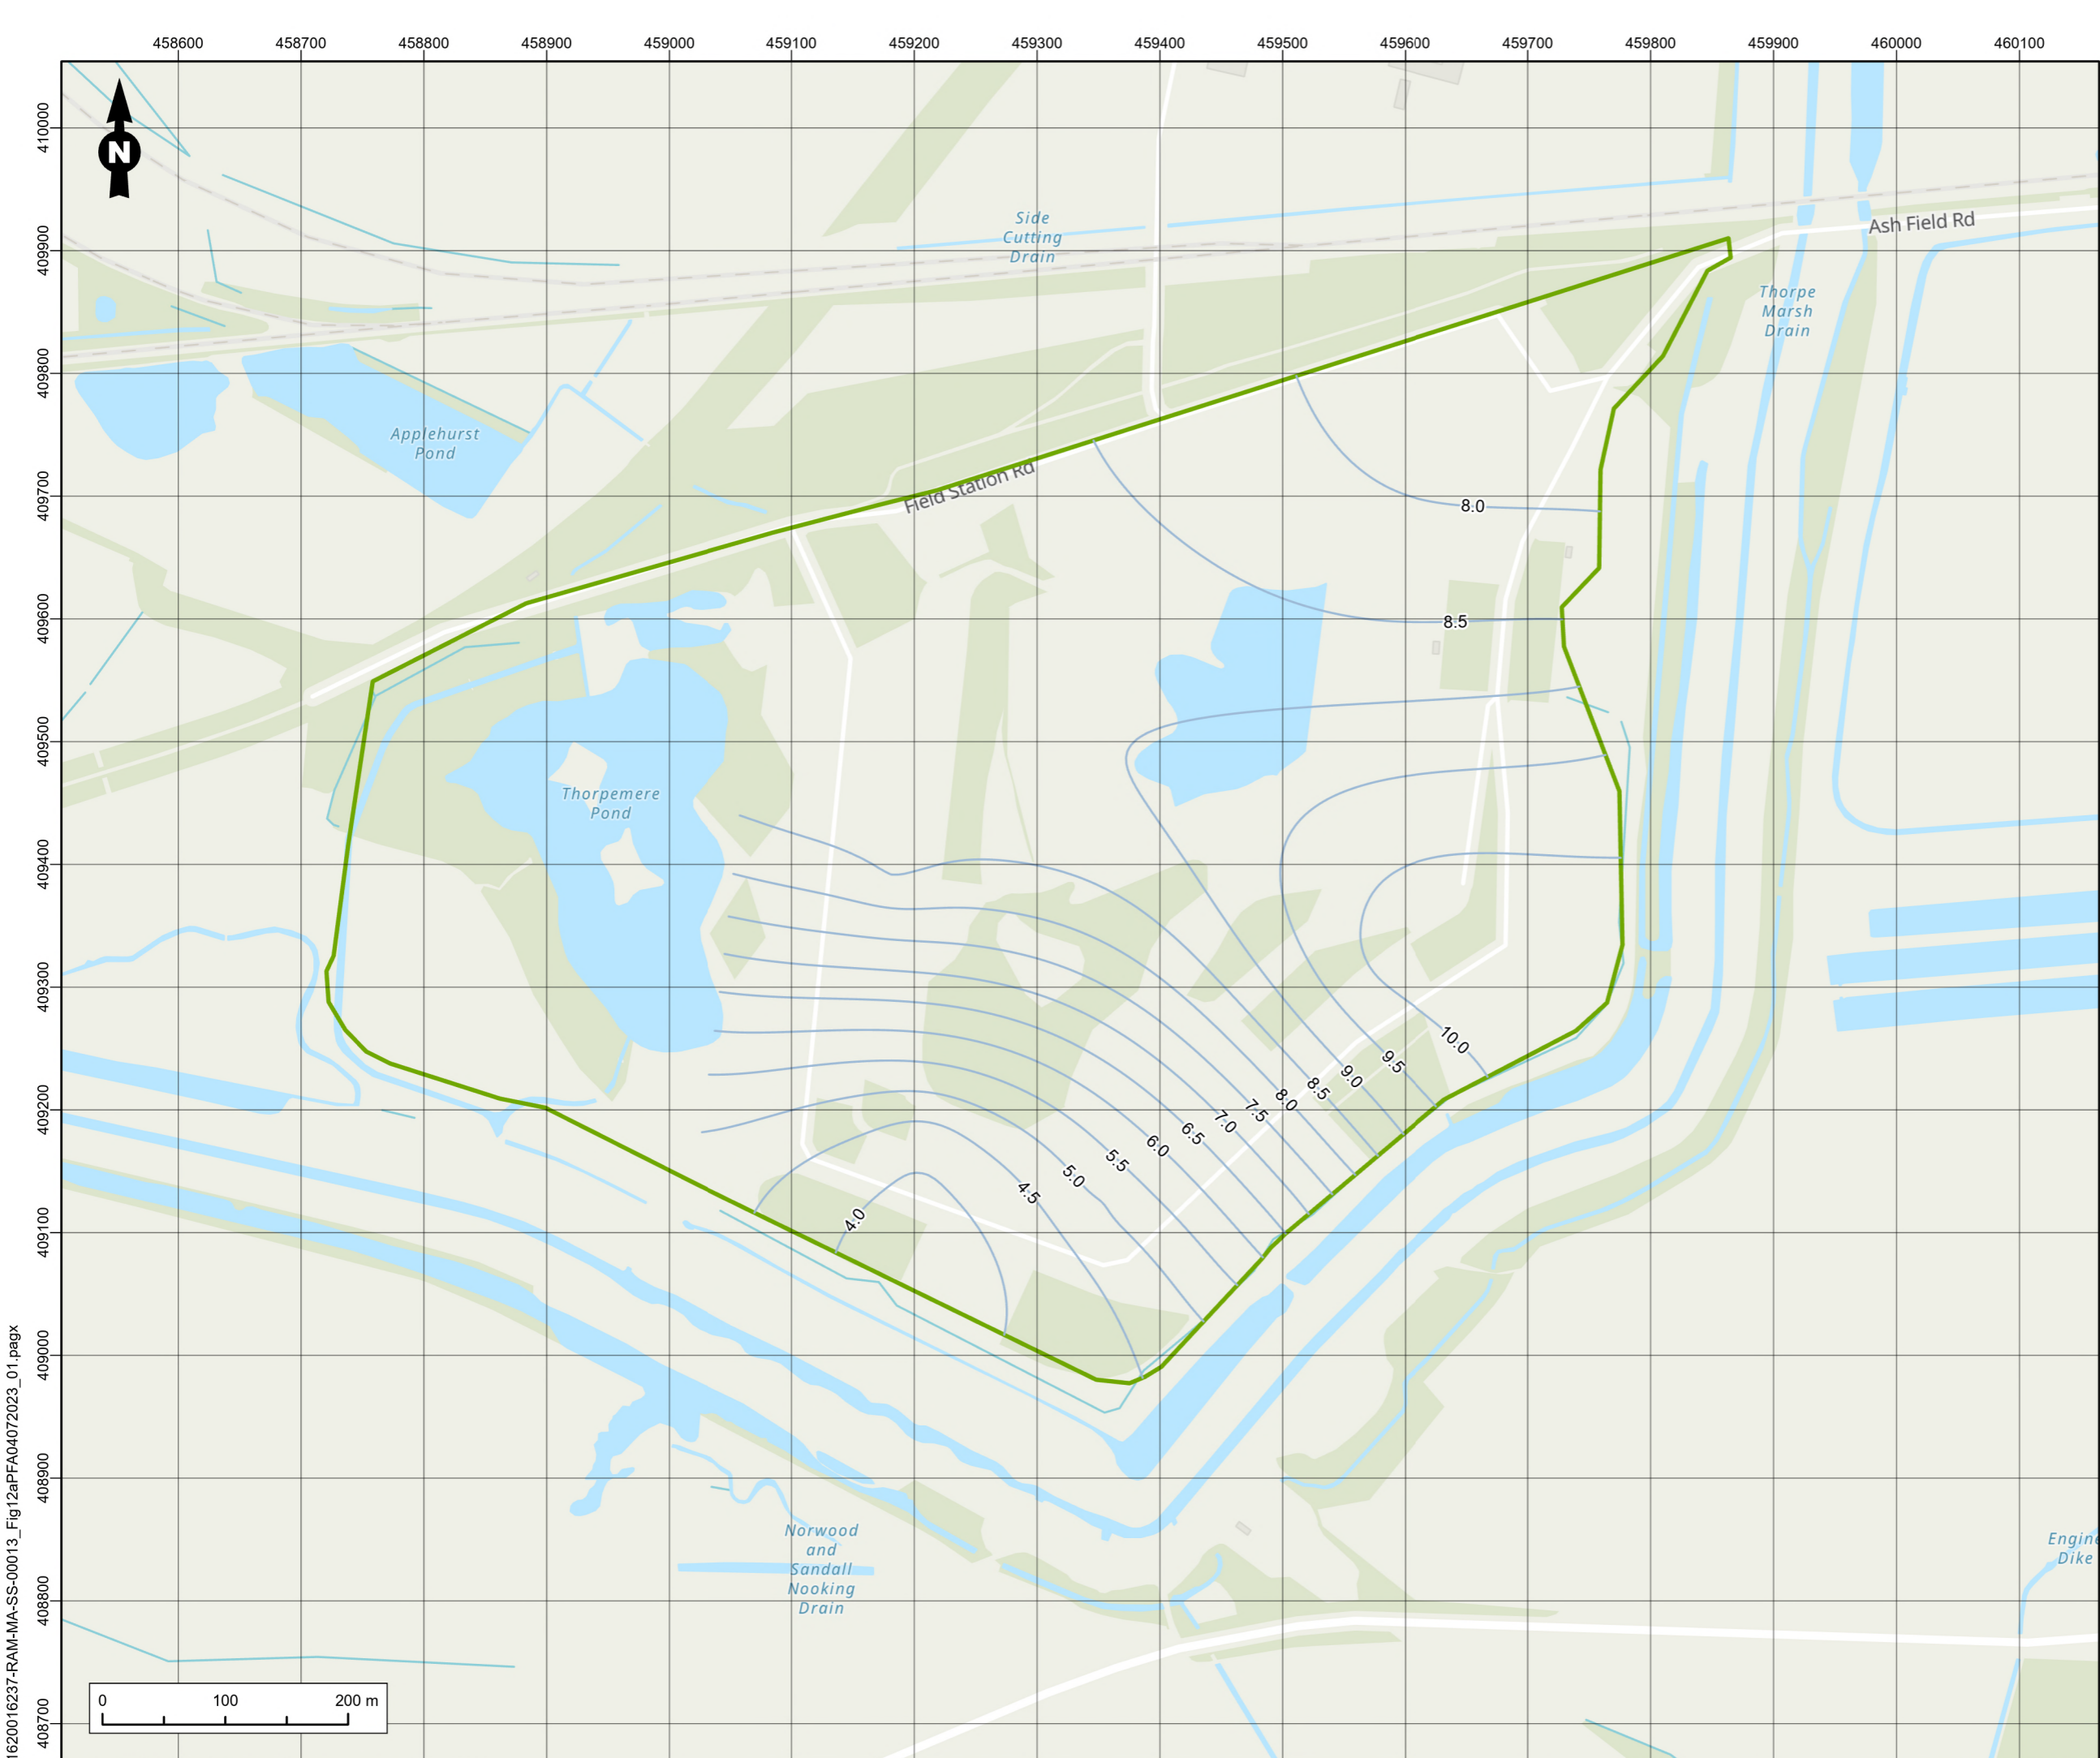 458600 458700 458800 458900 459000 459100 459200 459300 459400 459500 459600 459700 459800 459900 460000 460100
410000
409900
409800
409700
409600
409500
409400
409300
409200
409100
409000
408900
408800
408700
N
Side
Cutting
Drain
Ash Field Rd
Thorpe
Marsh
Drain
Applehurst
Pond
Field Station Rd
8.0
8.5
Thorpemere
Pond
10.0
9.5
9.0
8.5
8.0
7.5
7.0
6.5
6.0
5.5
5.0
4.5
4.0
Norwood
and
Sandall
Nooking
Drain
Engine
Dike
0 100 200 m
1620016237-RAM-MA-SS-00013_Fig12aPFA04072023_01.pagx